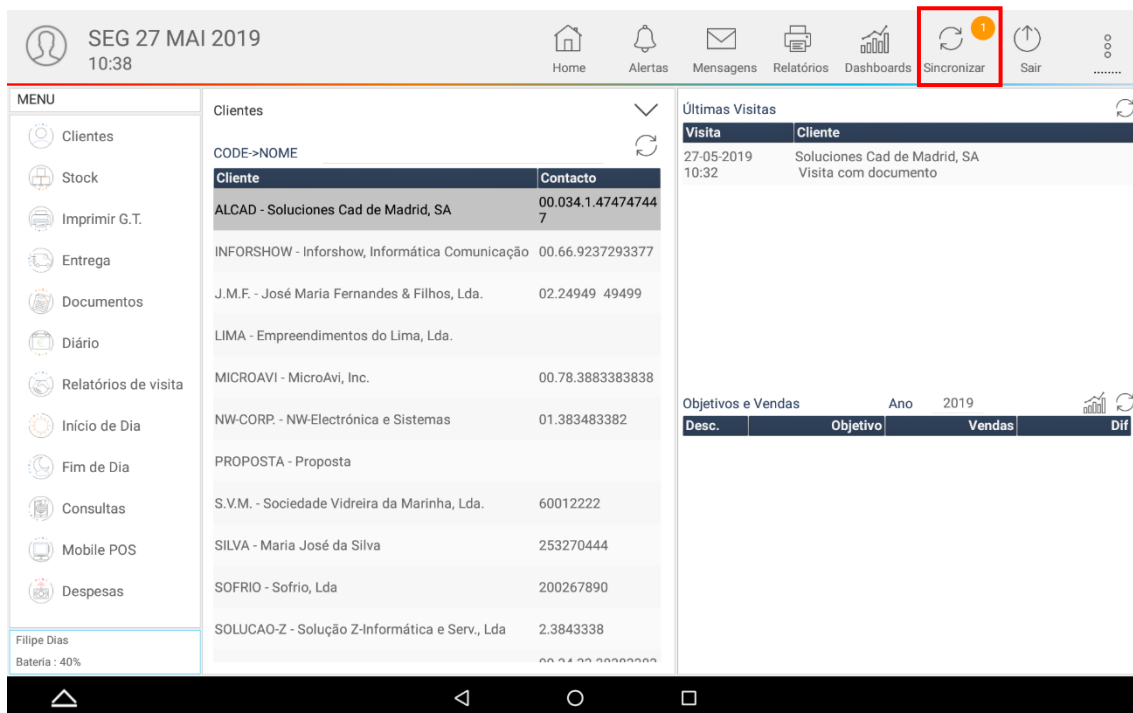 SEG 27 MAI 2019
10:38
Home
Alertas
Mensagens
Relatórios
Dashboards
Sincronizar
1
Sair
MENU
Clientes
Stock
Imprimir G.T.
Entrega
Documentos
Diário
Relatórios de visita
Início de Dia
Fim de Dia
Consultas
Mobile POS
Despesas
Filipe Dias
Bateria : 40%
Clientes
CODE->NOME
Cliente Contacto
ALCAD - Soluciones Cad de Madrid, SA 00.034.1.47474744
7
INFORSHOW - Inforshow, Informática Comunicação 00.66.9237293377
J.M.F. - José Maria Fernandes & Filhos, Lda. 02.24949 49499
LIMA - Empreendimentos do Lima, Lda.
MICROAVI - MicroAvi, Inc. 00.78.3883383838
NW-CORP. - NW-Electrónica e Sistemas 01.383483382
PROPOSTA - Proposta
S.V.M. - Sociedade Vidreira da Marinha, Lda. 60012222
SILVA - Maria José da Silva 253270444
SOFRIO - Sofrio, Lda 200267890
SOLUCAO-Z - Solução Z-Informática e Serv., Lda 2.3843338
Últimas Visitas
Visita Cliente
27-05-2019 Soluciones Cad de Madrid, SA
10:32 Visita com documento
Objetivos e Vendas Ano 2019
Desc. Objetivo Vendas Dif